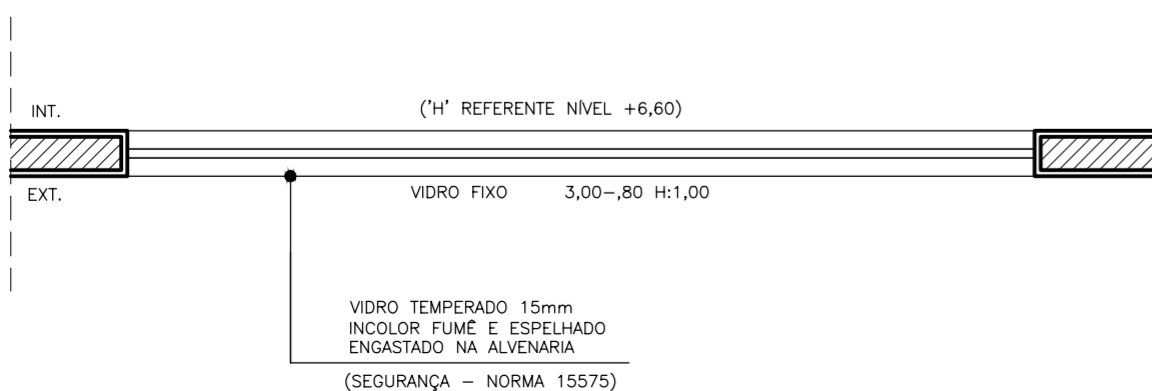 ('H' REFERENTE NÍVEL +6,60)
INT.
EXT.
VIDRO FIXO 3,00-,80 H:1,00
VIDRO TEMPERADO 15mm
INCOLOR FUMÊ E ESPELHADO
ENGASTADO NA ALVENARIA
(SEGURANÇA - NORMA 15575)